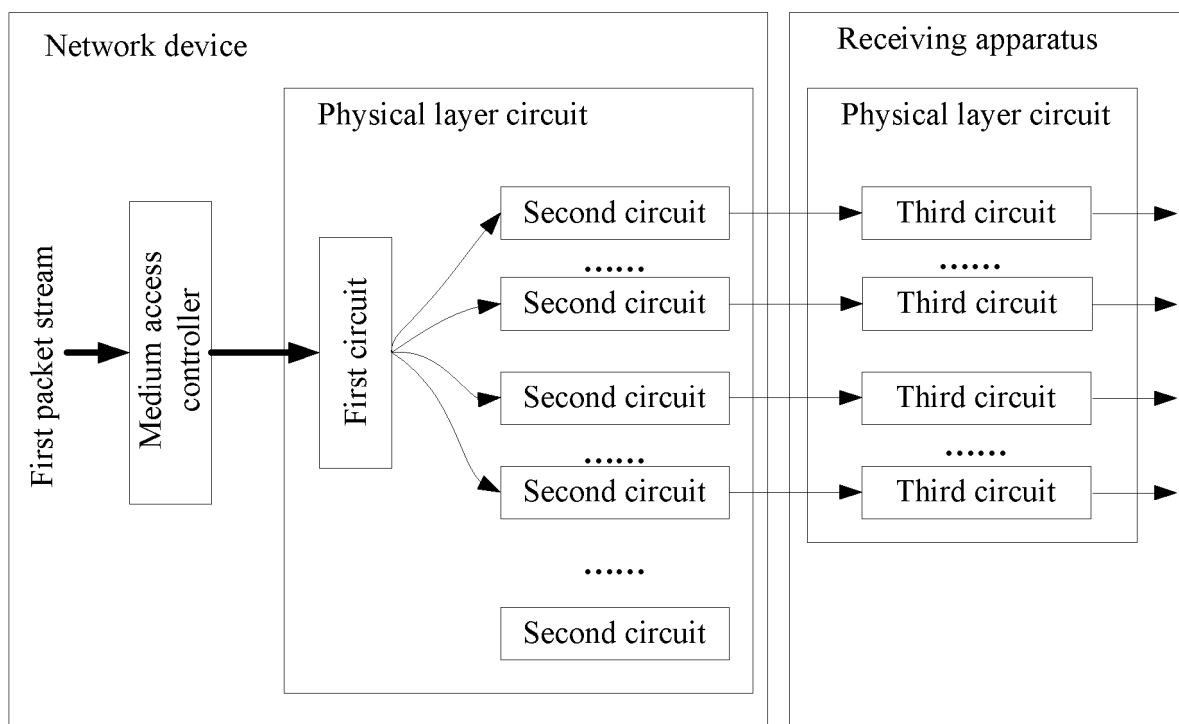 Network device
Receiving apparatus
Physical layer circuit
Physical layer circuit
First packet stream
Medium access
controller
First circuit
Second circuit
Third circuit
......
......
Second circuit
Third circuit
Second circuit
Third circuit
......
......
Second circuit
Third circuit
......
Second circuit